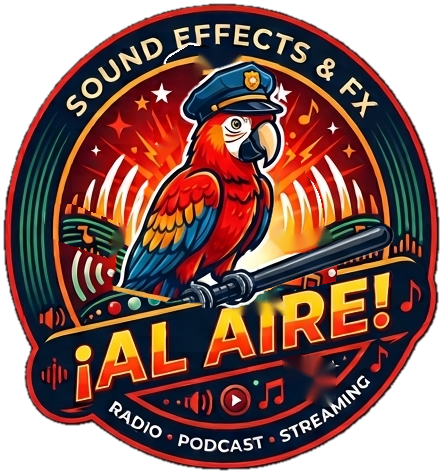 SOUND EFFECTS & FX
¡AL AIRE!
RADIO • PODCAST • STREAMING